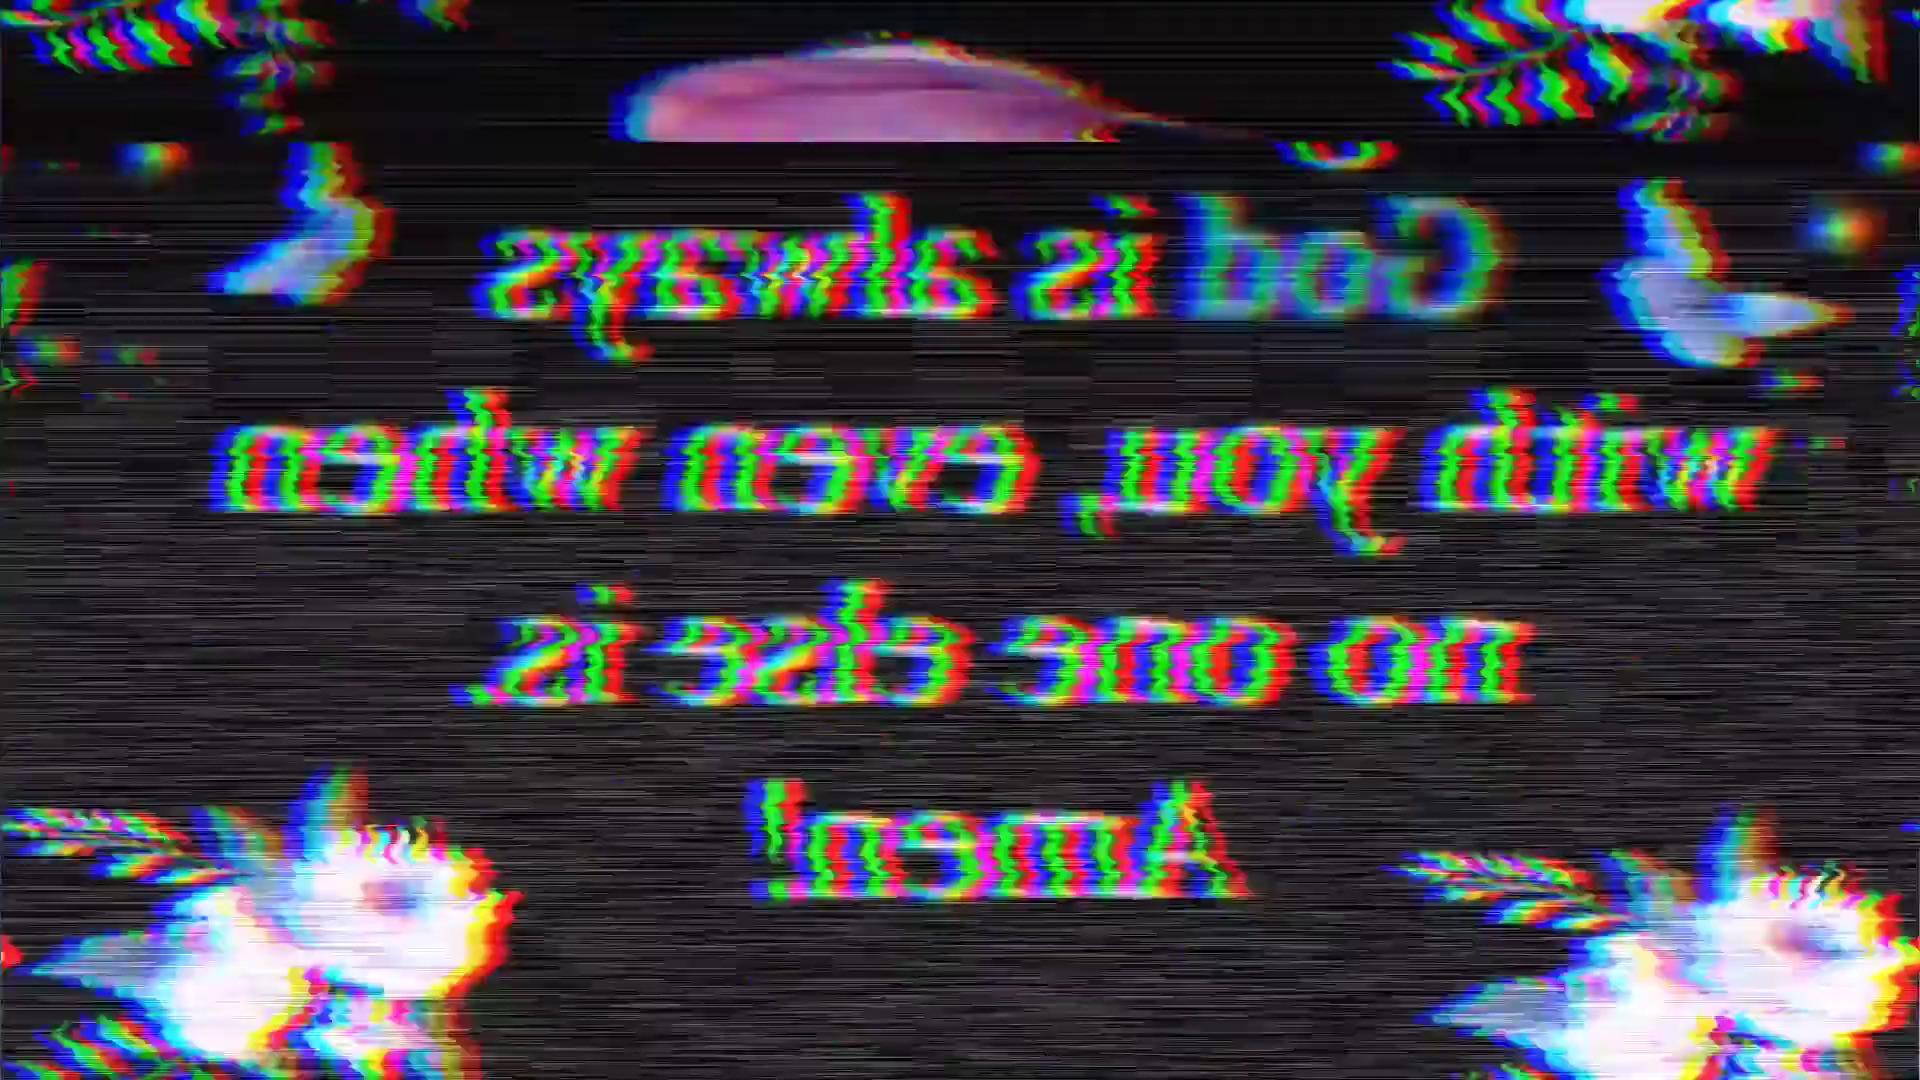 God is always
with you, even when
no one else is.
Amen!